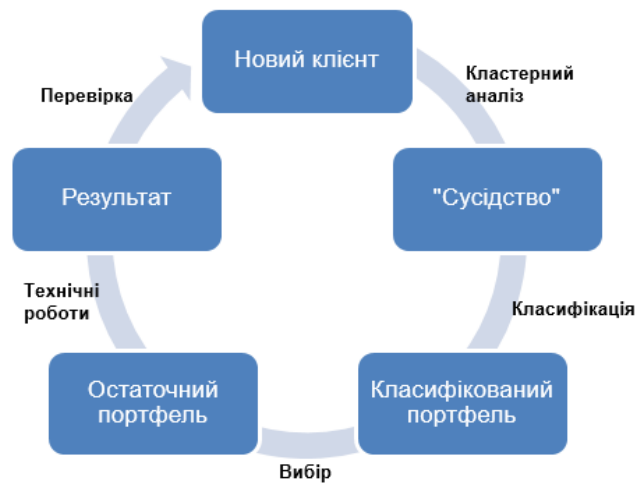 Новий клієнт
Кластерний
аналіз
"Сусідство"
Класифікація
Класифікований
портфель
Вибір
Остаточний
портфель
Технічні
роботи
Результат
Перевірка